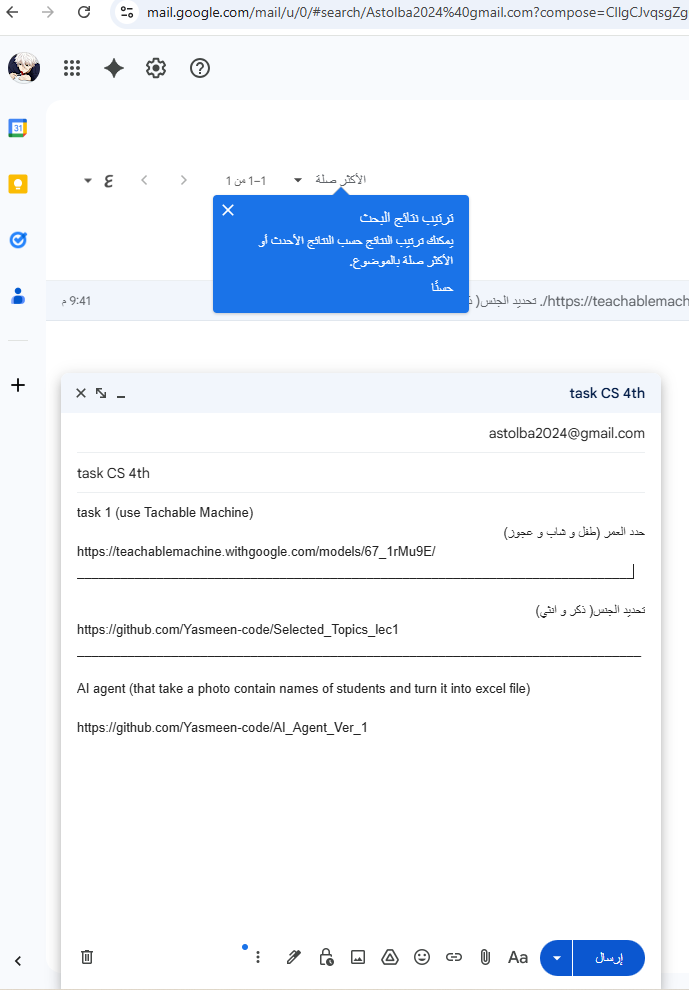 mail.google.com/mail/u/0/#search/Astolba2024%40gmail.com?compose=CllgCJvqsgZg
31
ع
1–1 من 1
الأكثر صلة
ترتيب نتائج البحث
يمكنك ترتيب النتائج حسب النتائج الأحدث أو
الأكثر صلة بالموضوع.
حسنًا
9:41 م
https://teachablemach/. تحديد الجنس( ذ
task CS 4th
astolba2024@gmail.com
task CS 4th
task 1 (use Tachable Machine)
حدد العمر (طفل و شاب و عجوز)
https://teachablemachine.withgoogle.com/models/67_1rMu9E/
تحديد الجنس( ذكر و انثي)
https://github.com/Yasmeen-code/Selected_Topics_lec1
AI agent (that take a photo contain names of students and turn it into excel file)
https://github.com/Yasmeen-code/AI_Agent_Ver_1
Aa
إرسال